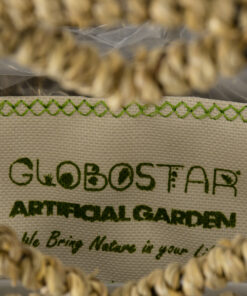 GLOBOSTAR
ARTIFICIAL GARDEN
We Bring Nature in your